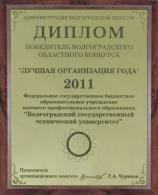 АДМИНИСТРАЦИЯ ВОЛГОГРАДСКОЙ ОБЛАСТИ
ДИПЛОМ
ПОБЕДИТЕЛЬ ВОЛГОГРАДСКОГО
ОБЛАСТНОГО КОНКУРСА
"ЛУЧШАЯ ОРГАНИЗАЦИЯ ГОДА"
2011
Федеральное государственное бюджетное
образовательное учреждение
высшего профессионального образования
"Волгоградский государственный
технический университет"
Председатель
организационного комитета
Г.А. Чуриков